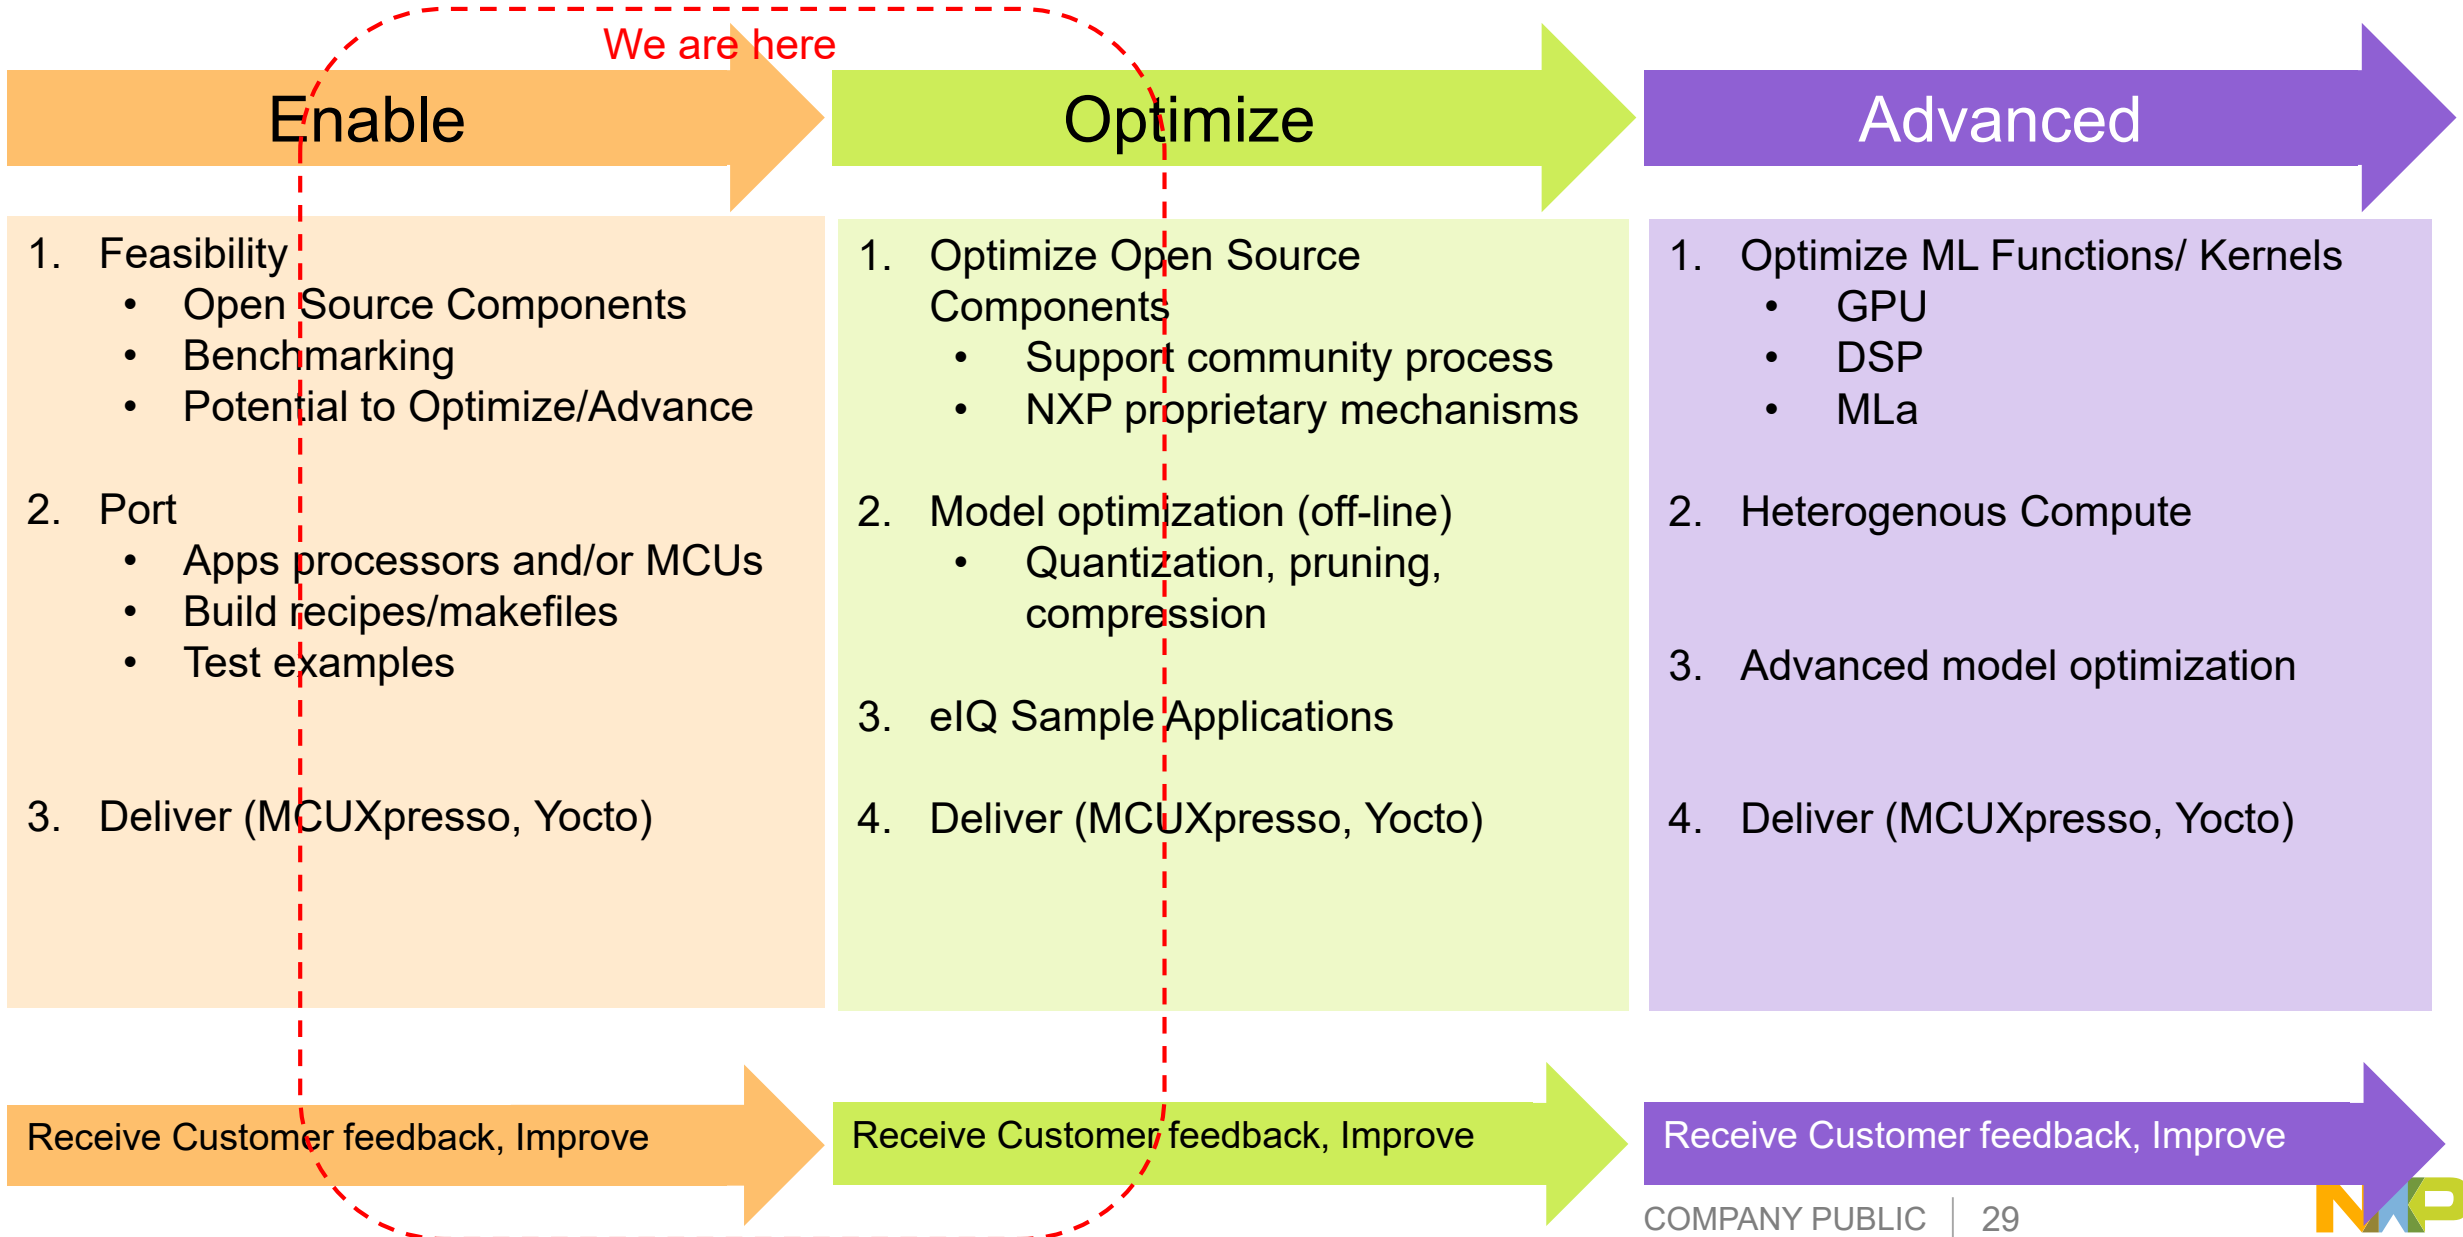 We are here
Enable
Optimize
Advanced
1. Feasibility
• Open Source Components
• Benchmarking
• Potential to Optimize/Advance
2. Port
• Apps processors and/or MCUs
• Build recipes/makefiles
• Test examples
3. Deliver (MCUXpresso, Yocto)
1. Optimize Open Source
Components
• Support community process
• NXP proprietary mechanisms
2. Model optimization (off-line)
• Quantization, pruning,
compression
3. eIQ Sample Applications
4. Deliver (MCUXpresso, Yocto)
1. Optimize ML Functions/ Kernels
• GPU
• DSP
• MLa
2. Heterogenous Compute
3. Advanced model optimization
4. Deliver (MCUXpresso, Yocto)
Receive Customer feedback, Improve
Receive Customer feedback, Improve
Receive Customer feedback, Improve
COMPANY PUBLIC | 29
NXP